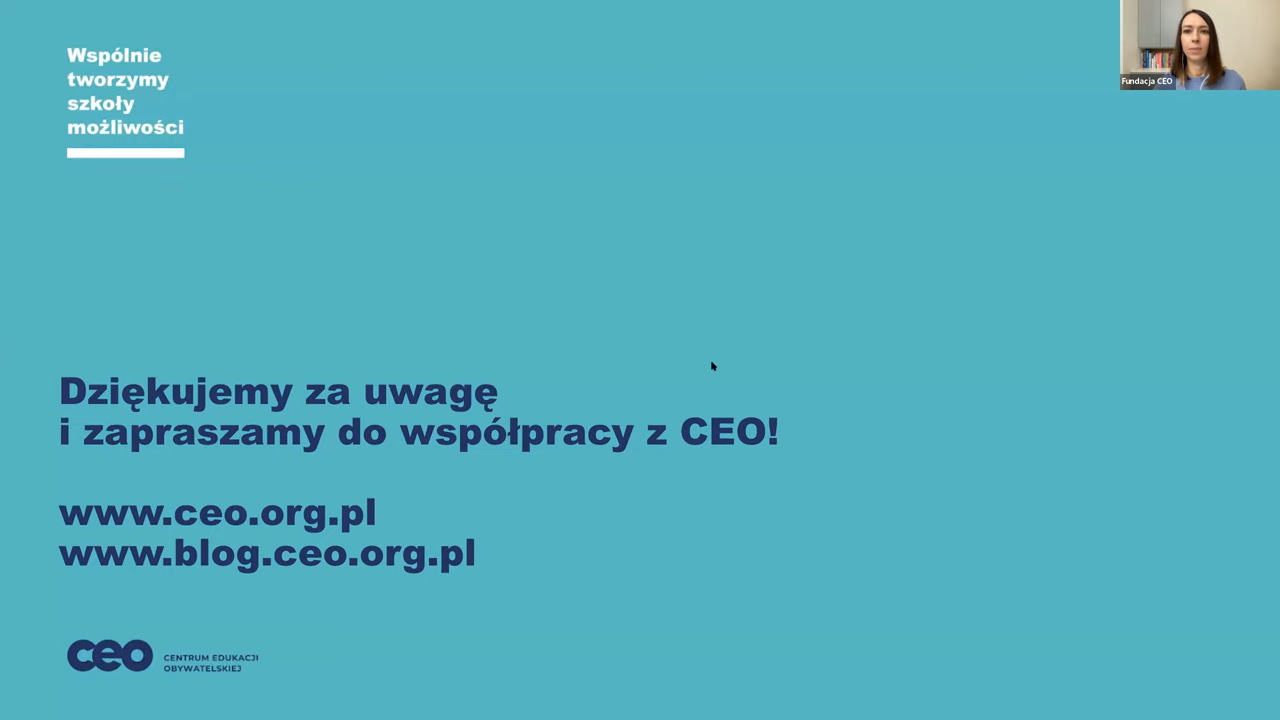 Wspólnie
tworzymy
szkoły
możliwości
Fundacja CEO
Dziękujemy za uwagę
i zapraszamy do współpracy z CEO!
www.ceo.org.pl
www.blog.ceo.org.pl
ceo CENTRUM EDUKACJI
OBYWATELSKIEJ